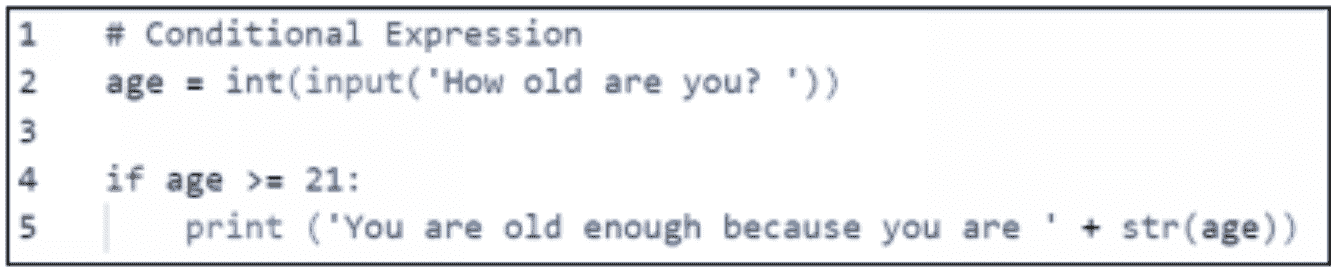 1 # Conditional Expression
2 age = int(input('How old are you? '))
3
4 if age >= 21:
5 print ('You are old enough because you are ' + str(age))